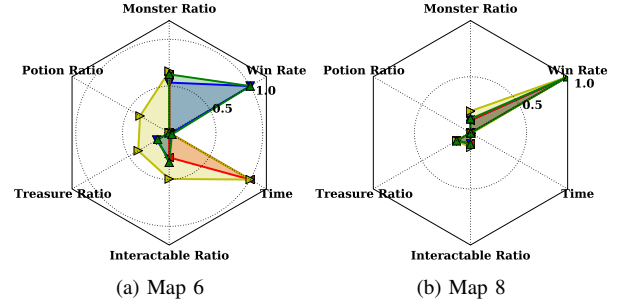 Monster Ratio
Monster Ratio
Potion Ratio
Win Rate
Potion Ratio
Win Rate
1.0
1.0
0.5
0.5
Treasure Ratio
Time
Treasure Ratio
Time
Interactable Ratio
Interactable Ratio
(a) Map 6
(b) Map 8